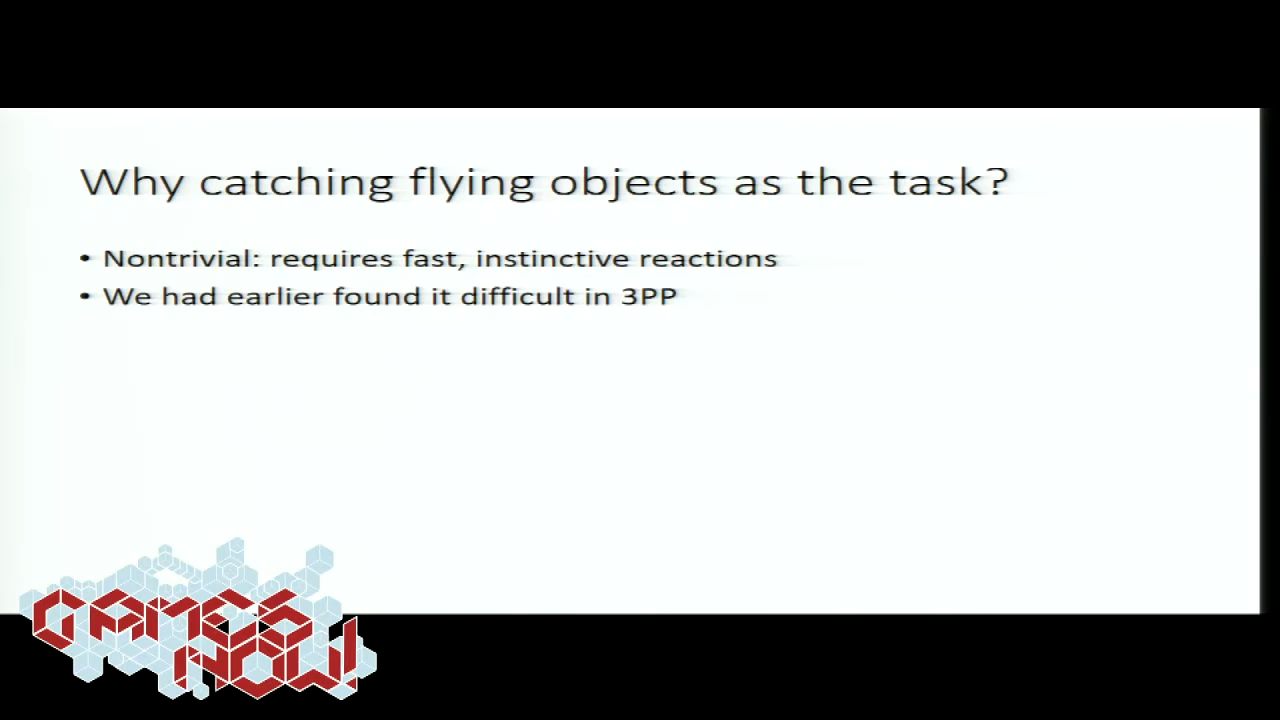 Why catching flying objects as the task?
• Nontrivial: requires fast, instinctive reactions
• We had earlier found it difficult in 3PP
GAMES
NOW!